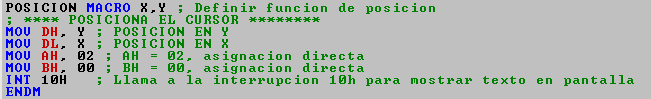 POSICION MACRO X,Y ; Definir funcion de posicion
; **** POSICIONA EL CURSOR ********
MOV DH, Y ; POSICION EN Y
MOV DL, X ; POSICION EN X
MOV AH, 02 ; AH = 02, asignacion directa
MOV BH, 00 ; BH = 00, asignacion directa
INT 10H ; Llama a la interrupcion 10h para mostrar texto en pantalla
ENDM